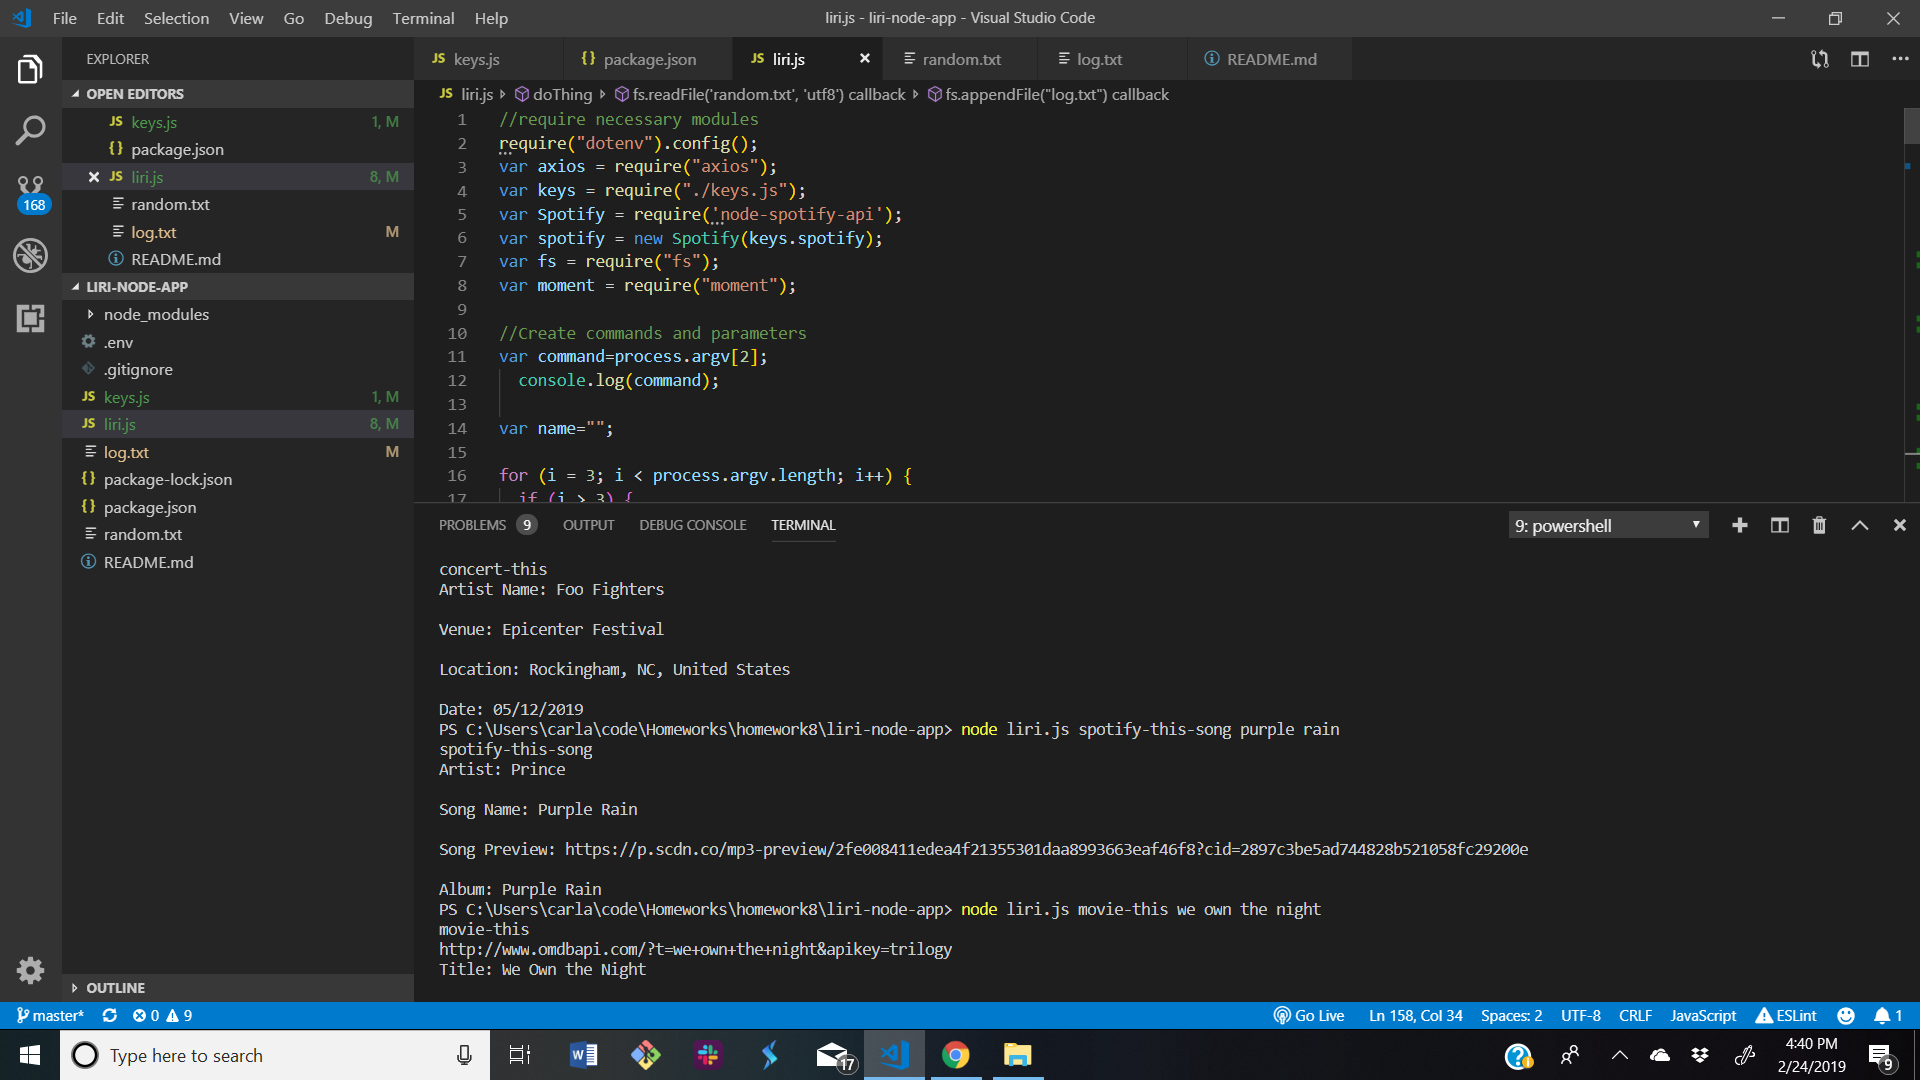 File Edit Selection View Go Debug Terminal Help
liri.js - liri-node-app - Visual Studio Code
EXPLORER
OPEN EDITORS
JS keys.js 1, M
{} package.json
JS liri.js 8, M
random.txt
log.txt M
README.md
LIRI-NODE-APP
node_modules
.env
.gitignore
JS keys.js 1, M
JS liri.js 8, M
log.txt M
{} package-lock.json
{} package.json
random.txt
README.md
OUTLINE
168
JS keys.js {} package.json JS liri.js random.txt log.txt README.md
JS liri.js doThing fs.readFile('random.txt', 'utf8') callback fs.appendFile("log.txt") callback
1 //require necessary modules
2 require("dotenv").config();
3 var axios = require("axios");
4 var keys = require("./keys.js");
5 var Spotify = require('node-spotify-api');
6 var spotify = new Spotify(keys.spotify);
7 var fs = require("fs");
8 var moment = require("moment");
9
10 //Create commands and parameters
11 var command=process.argv[2];
12 console.log(command);
13
14 var name="";
15
16 for (i = 3; i < process.argv.length; i++) {
17 if (i > 3) {
PROBLEMS 9 OUTPUT DEBUG CONSOLE TERMINAL
9: powershell
concert-this
Artist Name: Foo Fighters
Venue: Epicenter Festival
Location: Rockingham, NC, United States
Date: 05/12/2019
PS C:\Users\carla\code\Homeworks\homework8\liri-node-app> node liri.js spotify-this-song purple rain
spotify-this-song
Artist: Prince
Song Name: Purple Rain
Song Preview: https://p.scdn.co/mp3-preview/2fe008411edea4f21355301daa8993663eaf46f8?cid=2897c3be5ad744828b521058fc29200e
Album: Purple Rain
PS C:\Users\carla\code\Homeworks\homework8\liri-node-app> node liri.js movie-this we own the night
movie-this
http://www.omdbapi.com/?t=we+own+the+night&apikey=trilogy
Title: We Own the Night
master* 0 9
Go Live Ln 158, Col 34 Spaces: 2 UTF-8 CRLF JavaScript ESLint 1
Type here to search
17
4:40 PM
2/24/2019
9